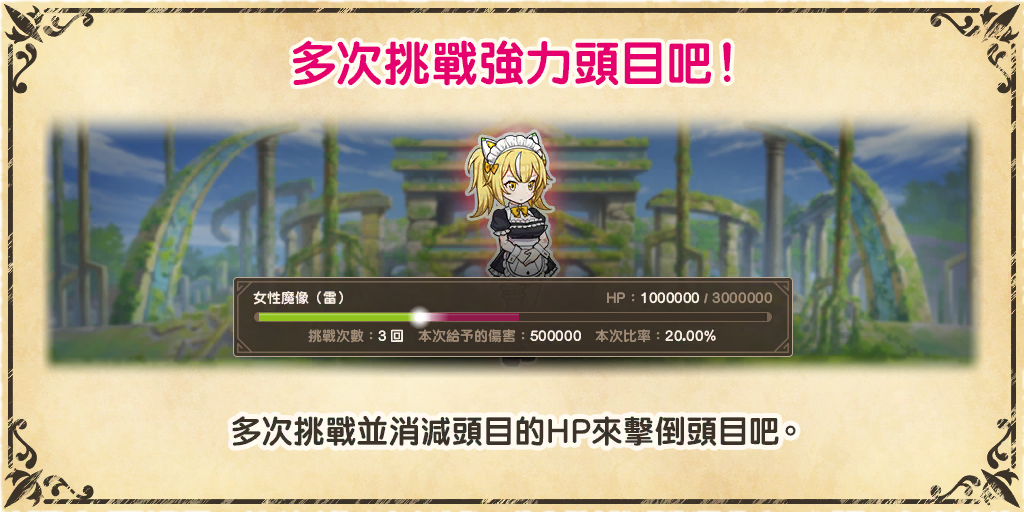 多次挑戰強力頭目吧！
女性魔像（雷）
HP：1000000 / 3000000
挑戰次數：3 回 本次給予的傷害：500000 本次比率：20.00%
多次挑戰並消減頭目的HP來擊倒頭目吧。